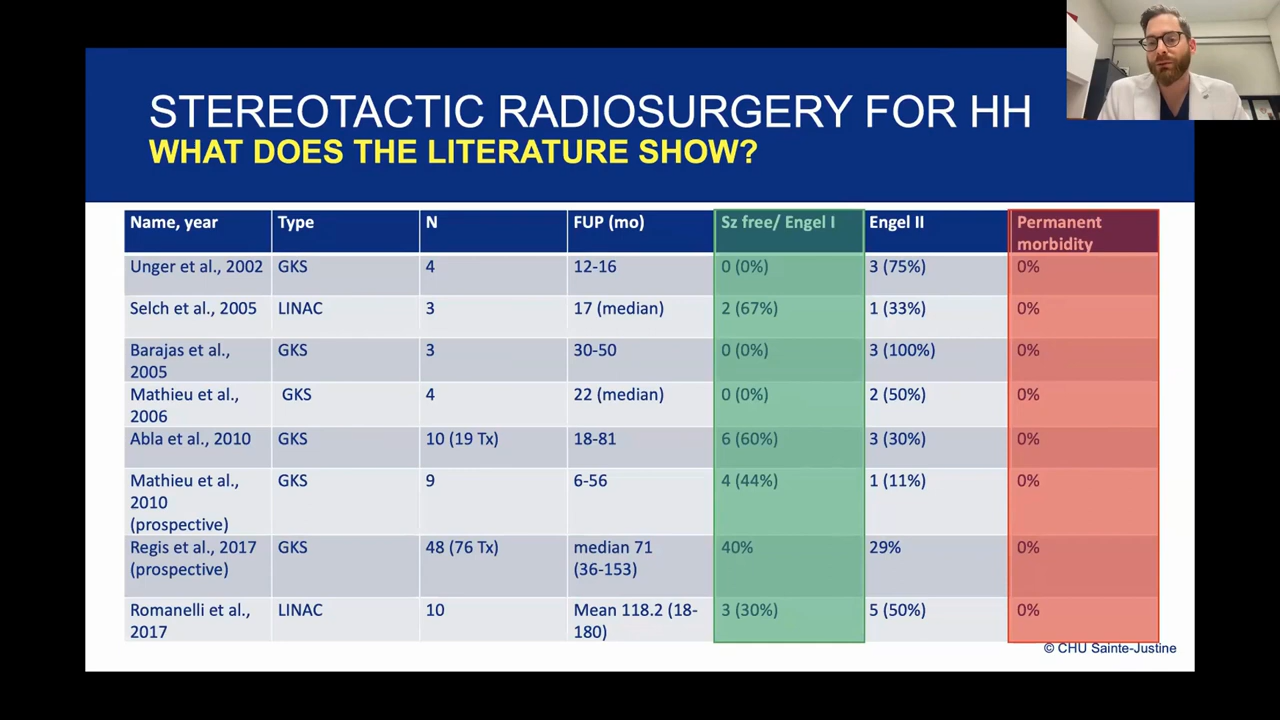 STEREOTACTIC RADIOSURGERY FOR HH
WHAT DOES THE LITERATURE SHOW?
Name, year Type N FUP (mo) Sz free/ Engel I Engel II Permanent
morbidity
Unger et al., 2002 GKS 4 12-16 0 (0%) 3 (75%) 0%
Selch et al., 2005 LINAC 3 17 (median) 2 (67%) 1 (33%) 0%
Barajas et al., GKS 3 30-50 0 (0%) 3 (100%) 0%
2005
Mathieu et al., GKS 4 22 (median) 0 (0%) 2 (50%) 0%
2006
Abla et al., 2010 GKS 10 (19 Tx) 18-81 6 (60%) 3 (30%) 0%
Mathieu et al., GKS 9 6-56 4 (44%) 1 (11%) 0%
2010
(prospective)
Regis et al., 2017 GKS 48 (76 Tx) median 71 40% 29% 0%
(prospective) (36-153)
Romanelli et al., LINAC 10 Mean 118.2 (18- 3 (30%) 5 (50%) 0%
2017 180)
© CHU Sainte-Justine